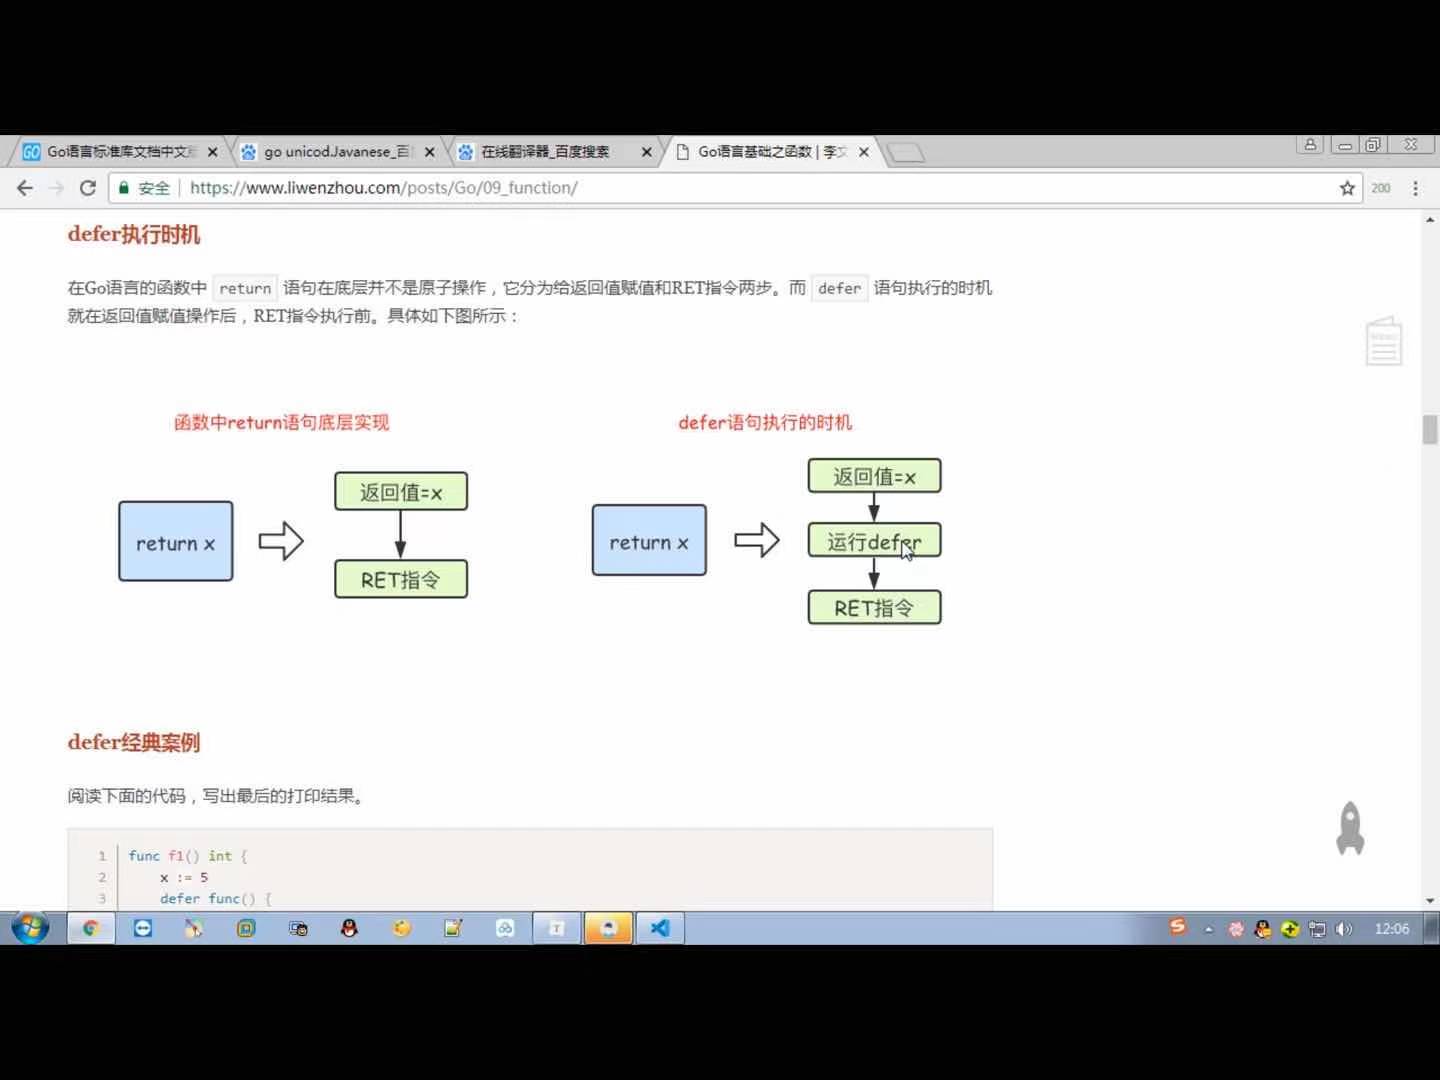 Go语言标准库文档中文
go unicod.Javanese_百
在线翻译器_百度搜索
Go语言基础之函数 | 李文
安全
https://www.liwenzhou.com/posts/Go/09_function/
200
defer执行时机
在Go语言的函数中 return 语句在底层并不是原子操作，它分为给返回值赋值和RET指令两步。而 defer 语句执行的时机
就在返回值赋值操作后，RET指令执行前。具体如下图所示：
函数中return语句底层实现
return x
返回值=x
RET指令
defer语句执行的时机
return x
返回值=x
运行defer
RET指令
defer经典案例
阅读下面的代码，写出最后的打印结果。
1 func f1() int {
2 x := 5
3 defer func() {
12:06